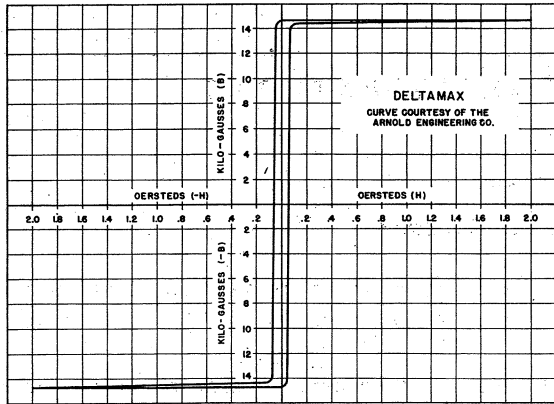 14
12
10
8
6
4
2
KILO-GAUSSES (B)
DELTAMAX
CURVE COURTESY OF THE
ARNOLD ENGINEERING CO.
OERSTEDS (-H)
OERSTEDS (H)
2.0 1.8 1.6 1.4 1.2 1.0 .8 .6 .4 .2 .2 .4 .6 .8 1.0 1.2 1.4 1.6 1.8 2.0
KILO-GAUSSES (-B)
2
4
6
8
10
12
14